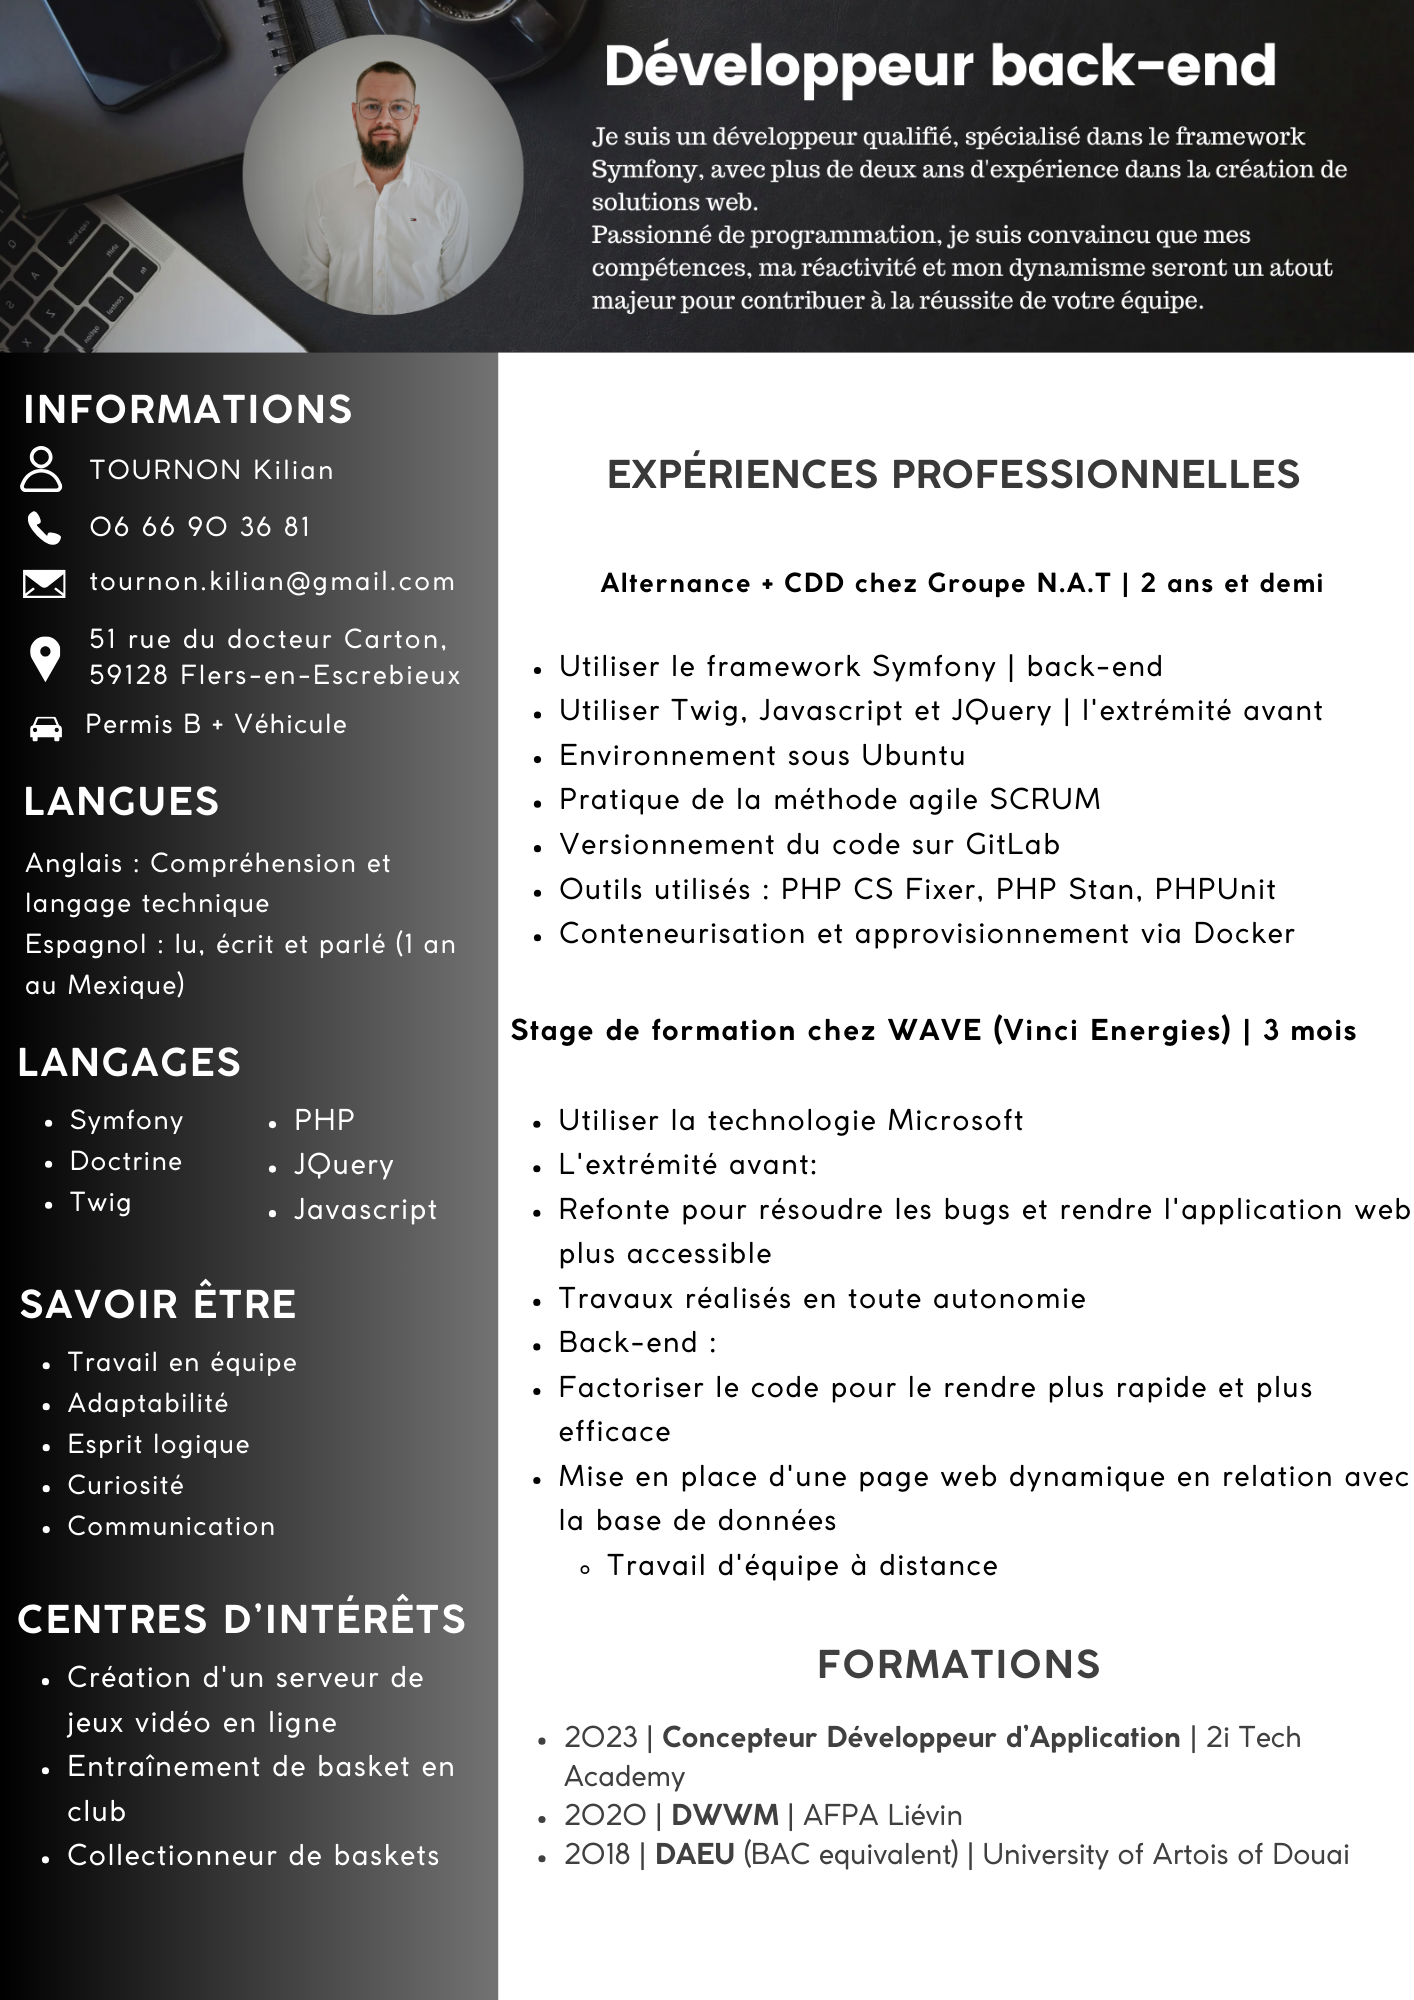 Développeur back-end
Je suis un développeur qualifié, spécialisé dans le framework
Symfony, avec plus de deux ans d'expérience dans la création de
solutions web.
Passionné de programmation, je suis convaincu que mes
compétences, ma réactivité et mon dynamisme seront un atout
majeur pour contribuer à la réussite de votre équipe.
INFORMATIONS
TOURNON Kilian
06 66 90 36 81
tournon.kilian@gmail.com
51 rue du docteur Carton,
59128 Flers-en-Escrebieux
Permis B + Véhicule
LANGUES
Anglais : Compréhension et
langage technique
Espagnol : lu, écrit et parlé (1 an
au Mexique)
LANGAGES
• Symfony
• Doctrine
• Twig
• PHP
• JQuery
• Javascript
SAVOIR ÊTRE
• Travail en équipe
• Adaptabilité
• Esprit logique
• Curiosité
• Communication
CENTRES D'INTÉRÊTS
• Création d'un serveur de
jeux vidéo en ligne
• Entraînement de basket en
club
• Collectionneur de baskets
EXPÉRIENCES PROFESSIONNELLES
Alternance + CDD chez Groupe N.A.T | 2 ans et demi
• Utiliser le framework Symfony | back-end
• Utiliser Twig, Javascript et JQuery | l'extrémité avant
• Environnement sous Ubuntu
• Pratique de la méthode agile SCRUM
• Versionnement du code sur GitLab
• Outils utilisés : PHP CS Fixer, PHP Stan, PHPUnit
• Conteneurisation et approvisionnement via Docker
Stage de formation chez WAVE (Vinci Energies) | 3 mois
• Utiliser la technologie Microsoft
• L'extrémité avant:
• Refonte pour résoudre les bugs et rendre l'application web
plus accessible
• Travaux réalisés en toute autonomie
• Back-end :
• Factoriser le code pour le rendre plus rapide et plus
efficace
• Mise en place d'une page web dynamique en relation avec
la base de données
◦ Travail d'équipe à distance
FORMATIONS
• 2023 | Concepteur Développeur d'Application | 2i Tech
Academy
• 2020 | DWWM | AFPA Liévin
• 2018 | DAEU (BAC equivalent) | University of Artois of Douai